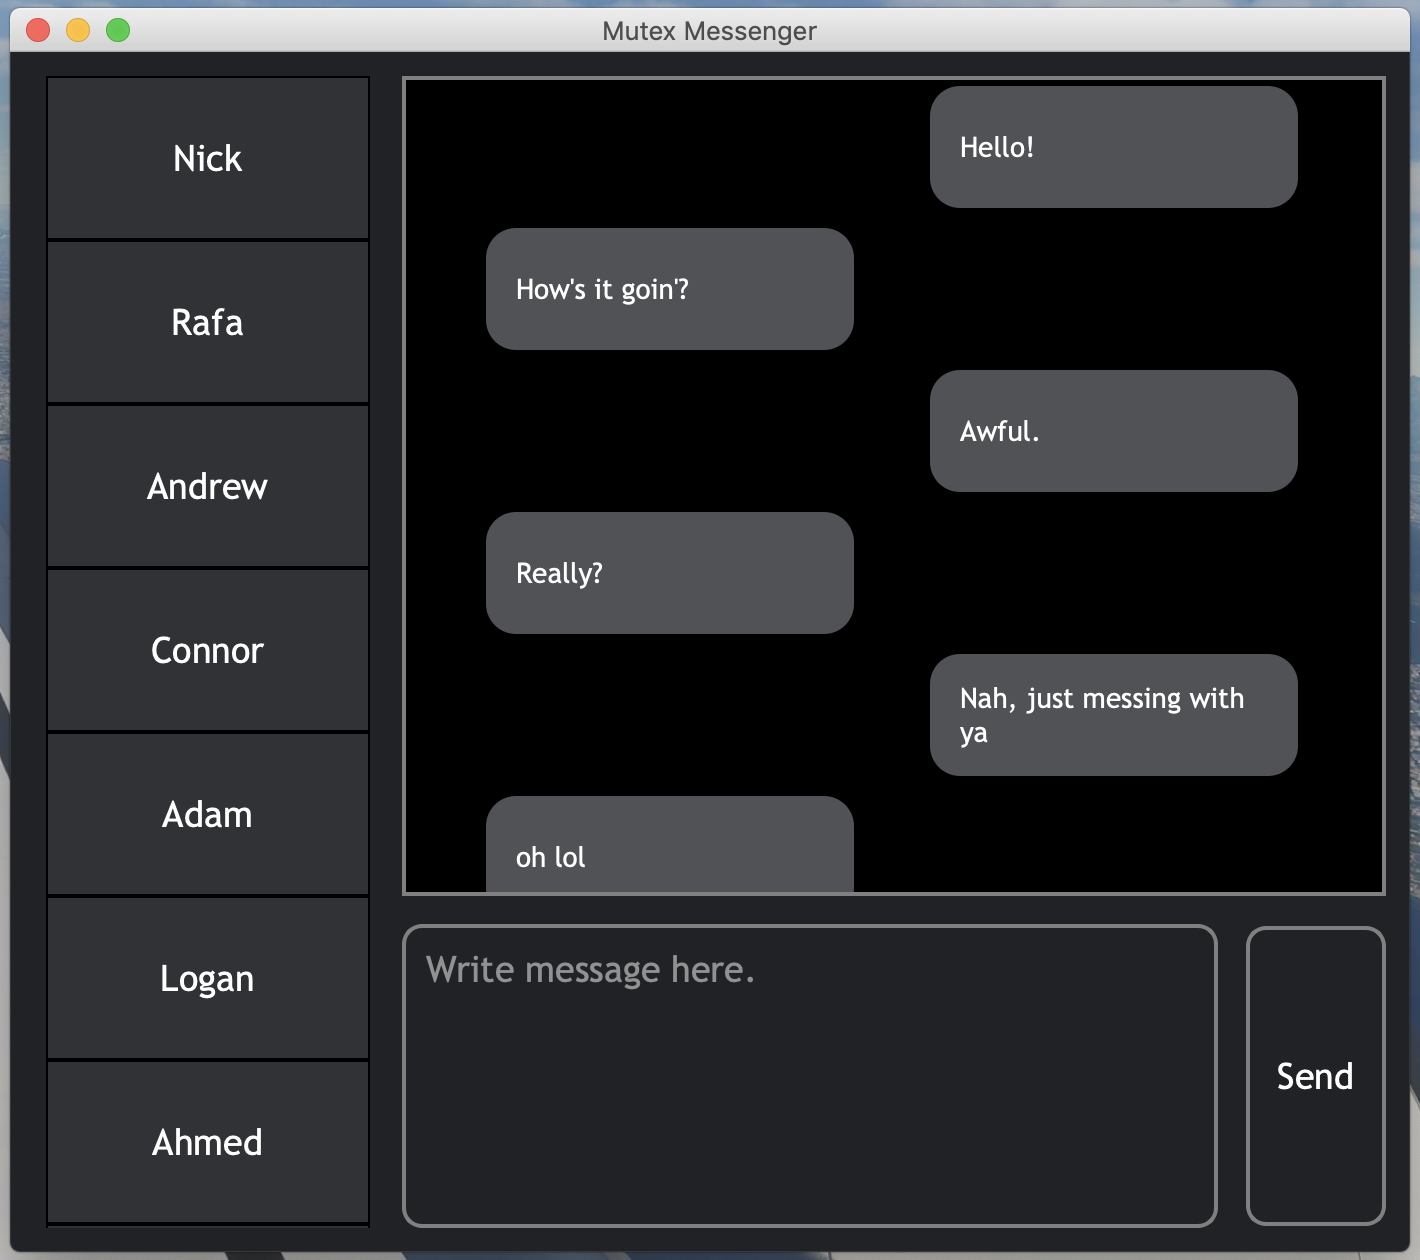 Mutex Messenger
Nick
Rafa
Andrew
Connor
Adam
Logan
Ahmed
Hello!
How's it goin'?
Awful.
Really?
Nah, just messing with
ya
oh lol
Write message here.
Send